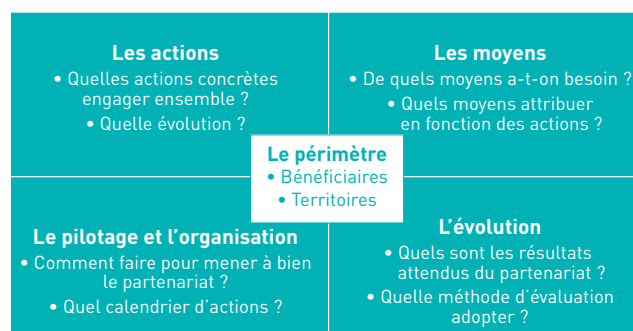 Les actions
• Quelles actions concrètes
engager ensemble ?
• Quelle évolution ?
Les moyens
• De quels moyens a-t-on besoin ?
• Quels moyens attribuer
en fonction des actions ?
Le périmètre
• Bénéficiaires
• Territoires
Le pilotage et l’organisation
• Comment faire pour mener à bien
le partenariat ?
• Quel calendrier d’actions ?
L’évolution
• Quels sont les résultats
attendus du partenariat ?
• Quelle méthode d’évaluation
adopter ?